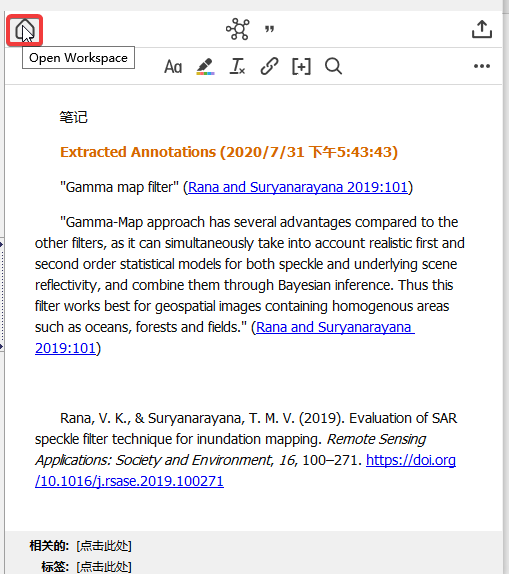 Open Workspace
Aa
笔记
Extracted Annotations (2020/7/31 下午5:43:43)
"Gamma map filter" (Rana and Suryanarayana 2019:101)
"Gamma-Map approach has several advantages compared to the
other filters, as it can simultaneously take into account realistic first and
second order statistical models for both speckle and underlying scene
reflectivity, and combine them through Bayesian inference. Thus this
filter works best for geospatial images containing homogenous areas
such as oceans, forests and fields." (Rana and Suryanarayana
2019:101)
Rana, V. K., & Suryanarayana, T. M. V. (2019). Evaluation of SAR
speckle filter technique for inundation mapping. Remote Sensing
Applications: Society and Environment, 16, 100–271. https://doi.org
/10.1016/j.rsase.2019.100271
相关的: [点击此处]
标签: [点击此处]